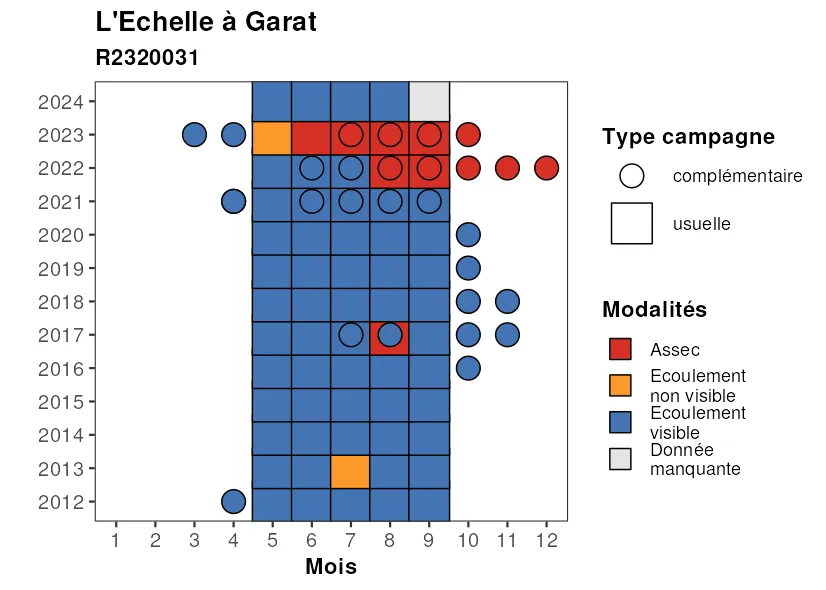 L'Echelle à Garat
R2320031
2024
2023
2022
2021
2020
2019
2018
2017
2016
2015
2014
2013
2012
1 2 3 4 5 6 7 8 9 10 11 12
Mois
Type campagne
complémentaire
usuelle
Modalités
Assec
Ecoulement
non visible
Ecoulement
visible
Donnée
manquante